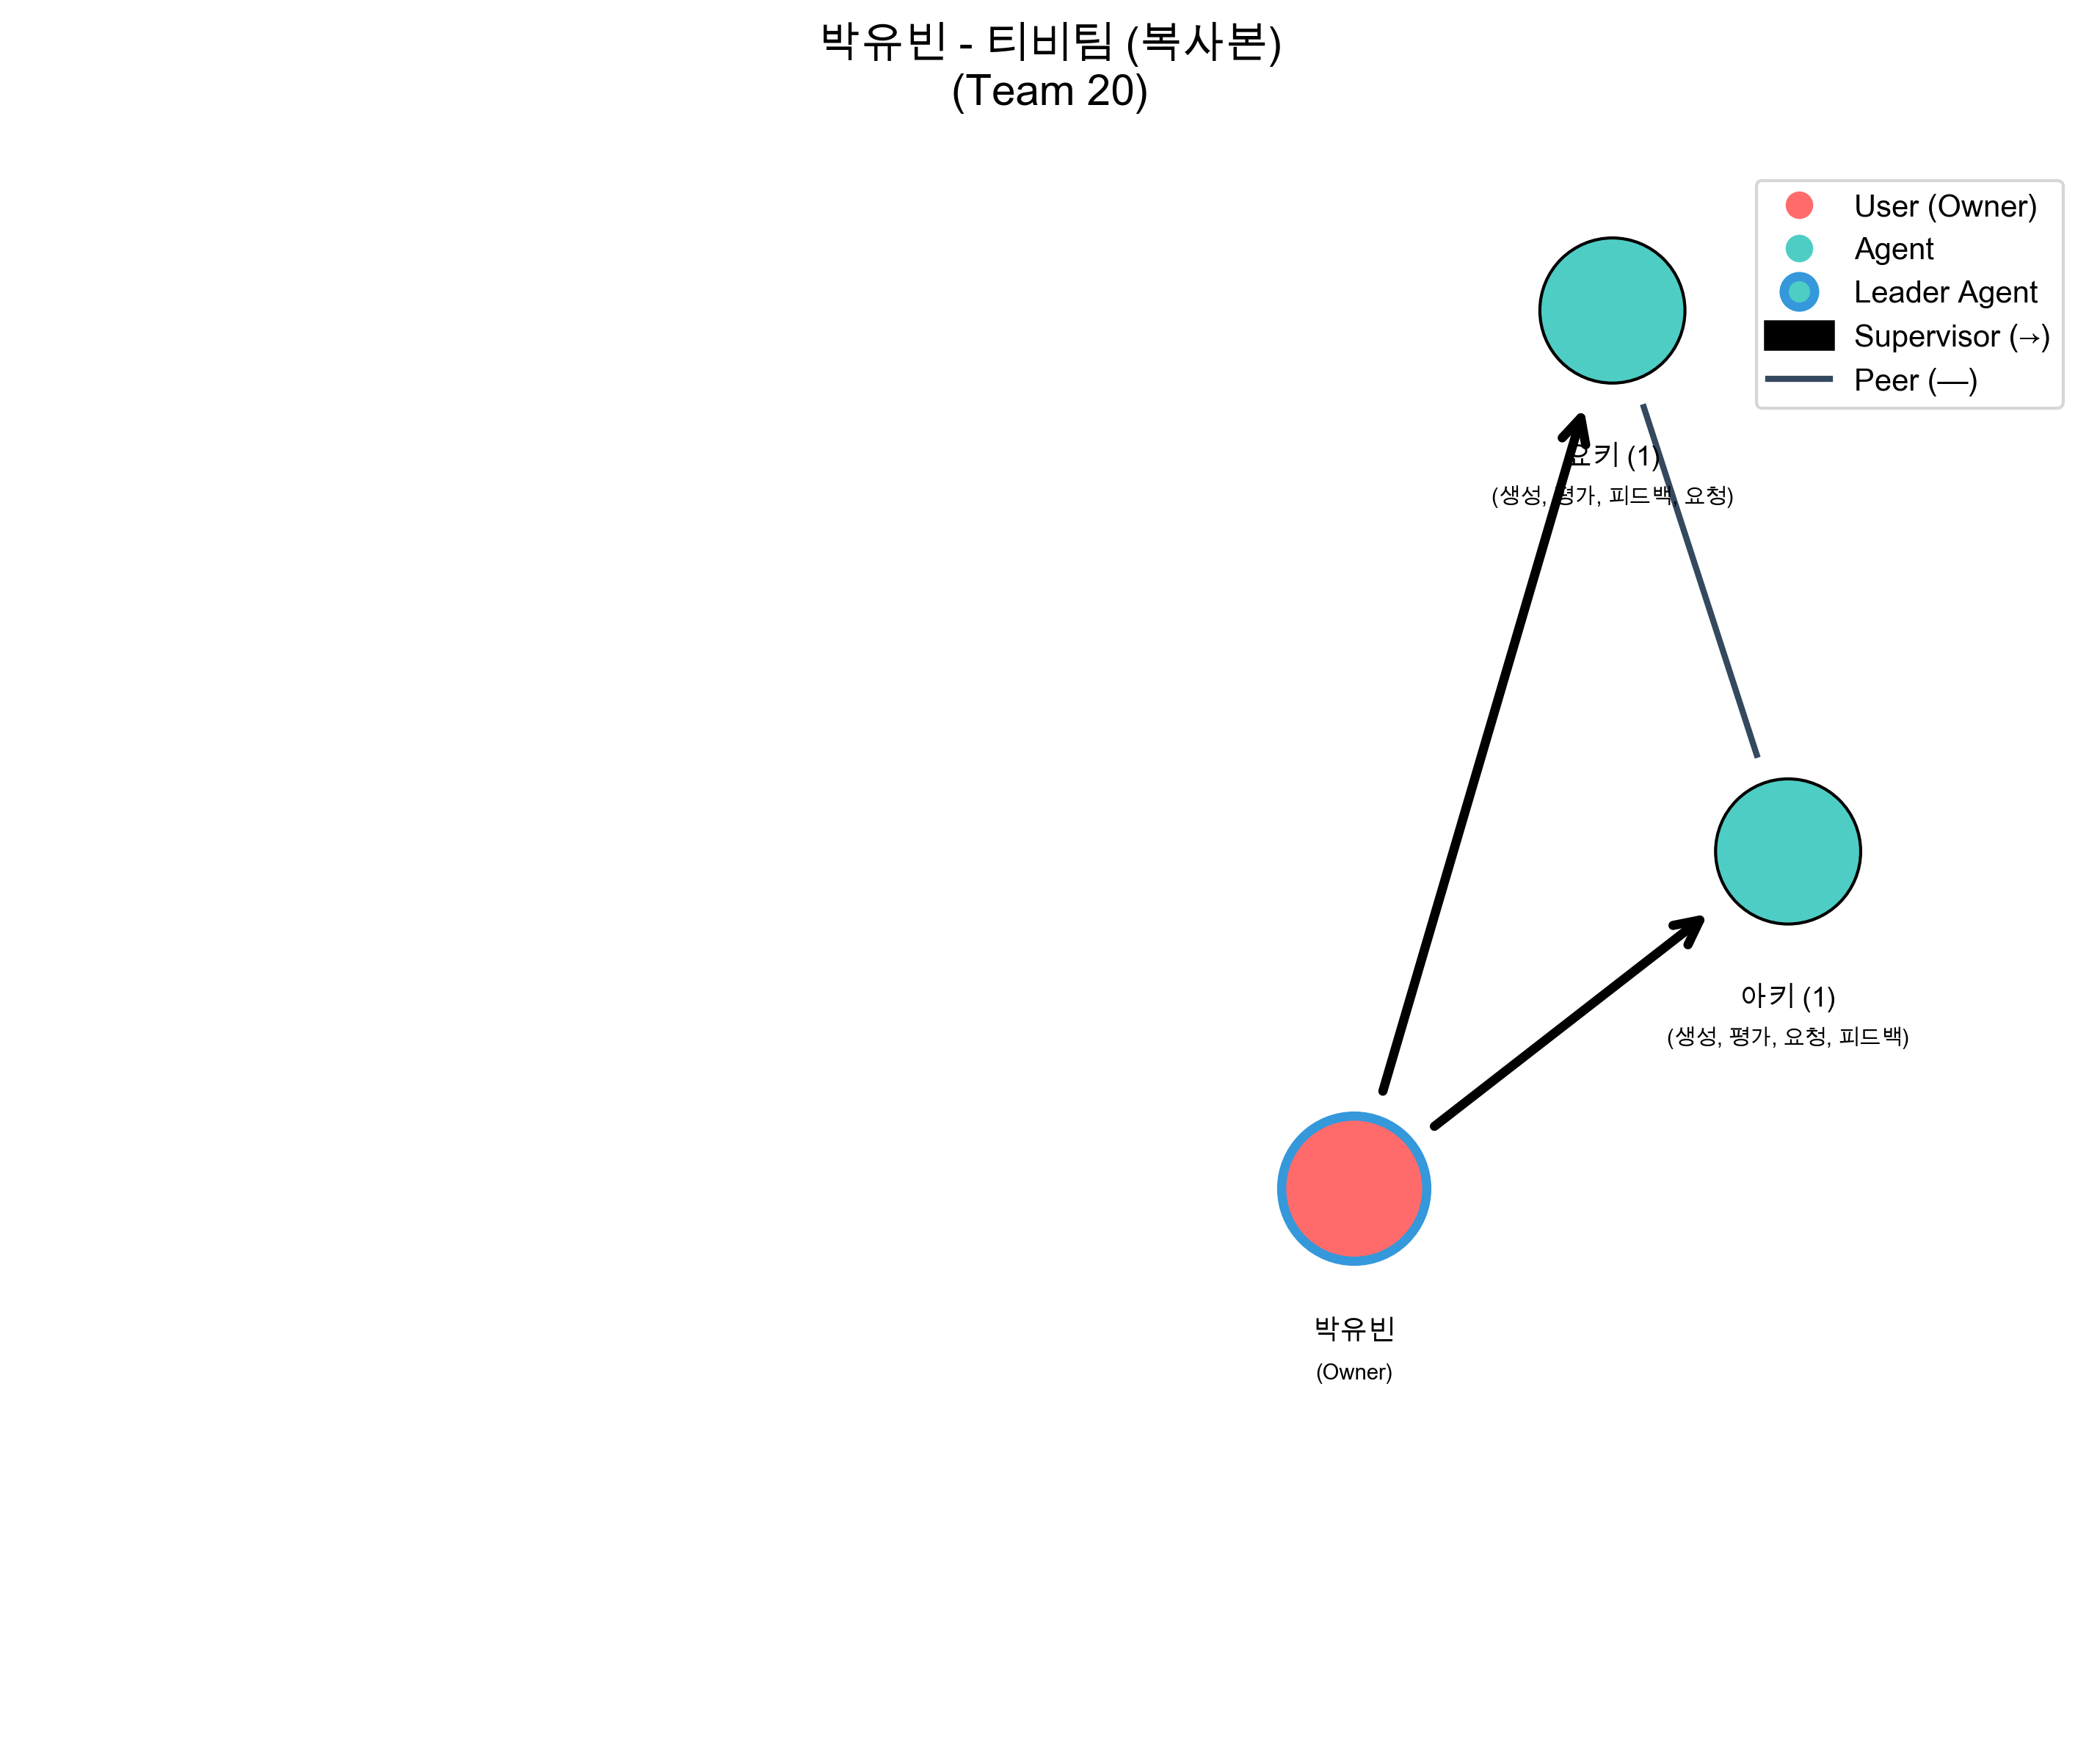 박유빈 - 티비팀 (복사본)
(Team 20)
User (Owner)
Agent
Leader Agent
Supervisor (→)
Peer (—)
요키 (1)
(생성, 평가, 피드백, 요청)
아키 (1)
(생성, 평가, 요청, 피드백)
박유빈
(Owner)